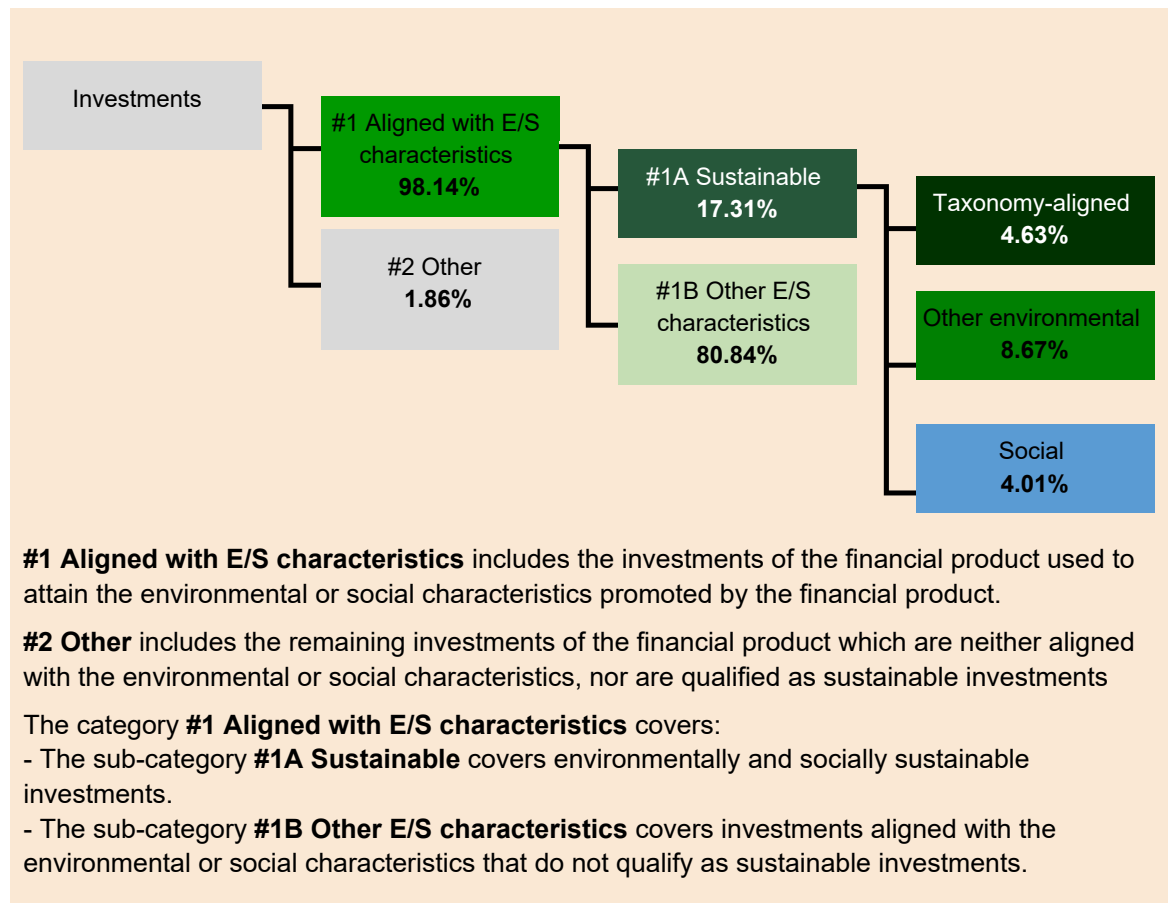 Investments
#1 Aligned with E/S
characteristics
98.14%
#2 Other
1.86%
#1A Sustainable
17.31%
#1B Other E/S
characteristics
80.84%
Taxonomy-aligned
4.63%
Other environmental
8.67%
Social
4.01%
#1 Aligned with E/S characteristics includes the investments of the financial product used to
attain the environmental or social characteristics promoted by the financial product.
#2 Other includes the remaining investments of the financial product which are neither aligned
with the environmental or social characteristics, nor are qualified as sustainable investments
The category #1 Aligned with E/S characteristics covers:
- The sub-category #1A Sustainable covers environmentally and socially sustainable
investments.
- The sub-category #1B Other E/S characteristics covers investments aligned with the
environmental or social characteristics that do not qualify as sustainable investments.